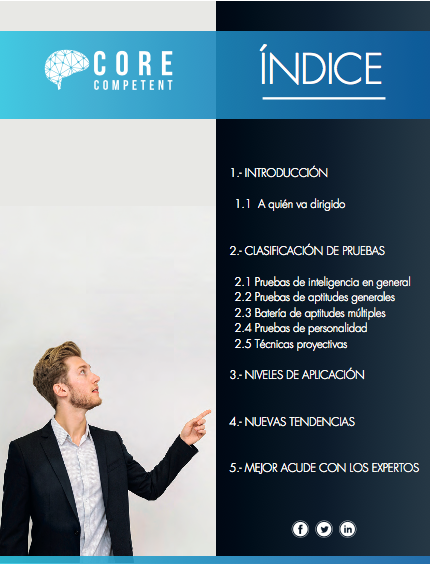 CORE
COMPETENT
ÍNDICE
1.- INTRODUCCIÓN
1.1 A quién va dirigido
2.- CLASIFICACIÓN DE PRUEBAS
2.1 Pruebas de inteligencia en general
2.2 Pruebas de aptitudes generales
2.3 Batería de aptitudes múltiples
2.4 Pruebas de personalidad
2.5 Técnicas proyectivas
3.- NIVELES DE APLICACIÓN
4.- NUEVAS TENDENCIAS
5.- MEJOR ACUDE CON LOS EXPERTOS